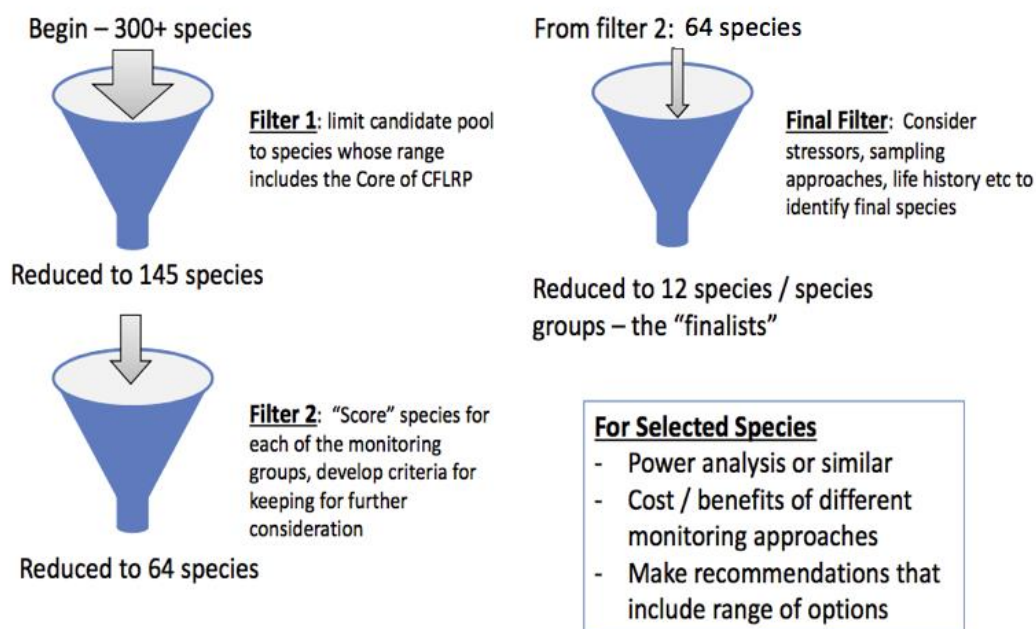 Begin – 300+ species
Filter 1: limit candidate pool
to species whose range
includes the Core of CFLRP
Reduced to 145 species
Filter 2: “Score” species for
each of the monitoring
groups, develop criteria for
keeping for further
consideration
Reduced to 64 species
From filter 2: 64 species
Final Filter: Consider
stressors, sampling
approaches, life history etc to
identify final species
Reduced to 12 species / species
groups – the “finalists”
For Selected Species
- Power analysis or similar
- Cost / benefits of different
monitoring approaches
- Make recommendations that
include range of options